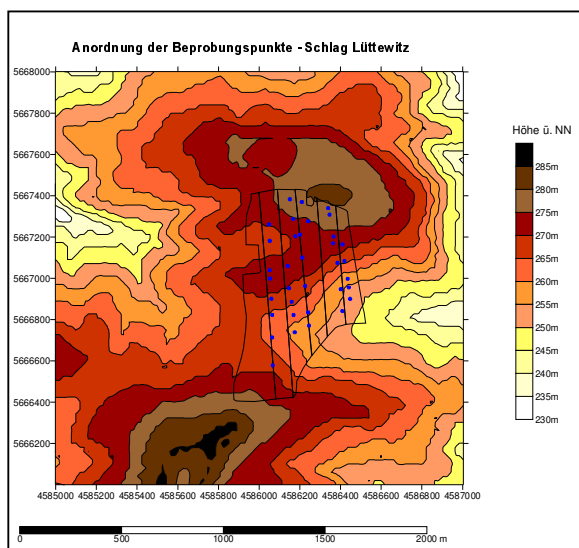 Anordnung der Beprobungspunkte - Schlag Lüttewitz
5668000
5667800
5667600
5667400
5667200
5667000
5666800
5666600
5666400
5666200
4585000 4585200 4585400 4585600 4585800 4586000 4586200 4586400 4586600 4586800 4587000
Höhe ü. NN
285m
280m
275m
270m
265m
260m
255m
250m
245m
240m
235m
230m
0 500 1000 1500 2000 m